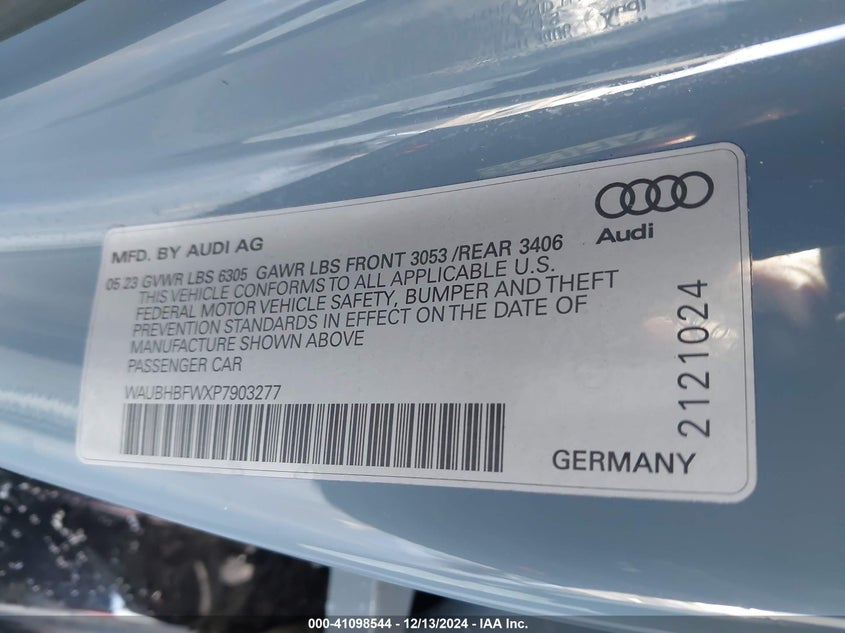 Audi
MFD. BY AUDI AG
05 23 GVWR LBS 6305 GAWR LBS FRONT 3053 /REAR 3406
THIS VEHICLE CONFORMS TO ALL APPLICABLE U.S.
FEDERAL MOTOR VEHICLE SAFETY, BUMPER AND THEFT
PREVENTION STANDARDS IN EFFECT ON THE DATE OF
MANUFACTURE SHOWN ABOVE
PASSENGER CAR
WAUBHBFWXP7903277
GERMANY
2121024
000-41098544 - 12/13/2024 - IAA Inc.